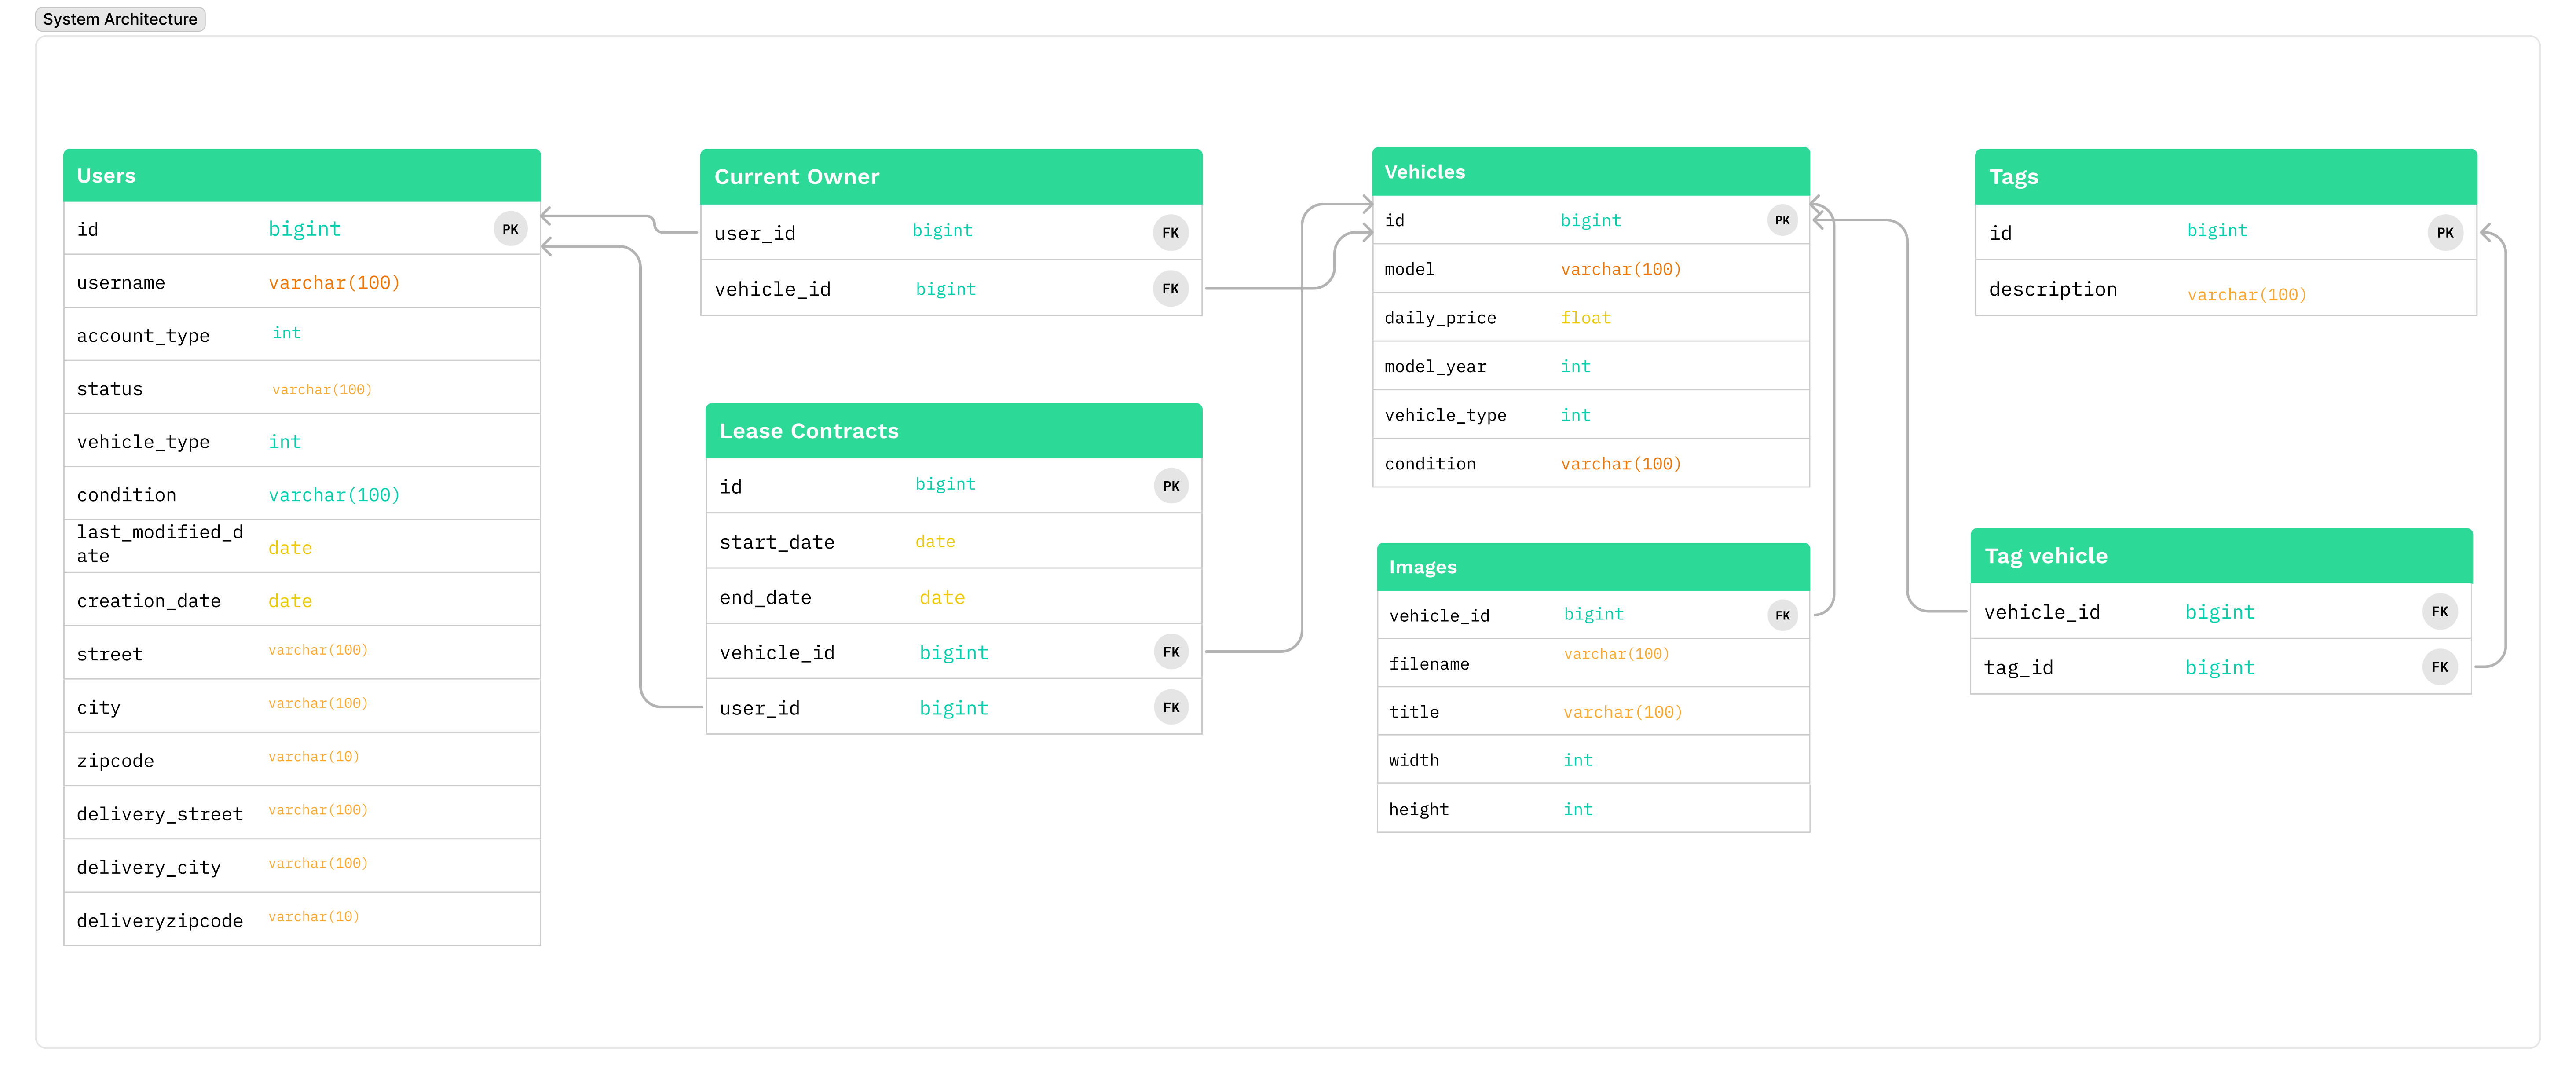 System Architecture
Users
id bigint PK
username varchar(100)
account_type int
status varchar(100)
vehicle_type int
condition varchar(100)
last_modified_d
ate date
creation_date date
street varchar(100)
city varchar(100)
zipcode varchar(10)
delivery_street varchar(100)
delivery_city varchar(100)
deliveryzipcode varchar(10)
Current Owner
user_id bigint FK
vehicle_id bigint FK
Lease Contracts
id bigint PK
start_date date
end_date date
vehicle_id bigint FK
user_id bigint FK
Vehicles
id bigint PK
model varchar(100)
daily_price float
model_year int
vehicle_type int
condition varchar(100)
Images
vehicle_id bigint FK
filename varchar(100)
title varchar(100)
width int
height int
Tags
id bigint PK
description varchar(100)
Tag vehicle
vehicle_id bigint FK
tag_id bigint FK